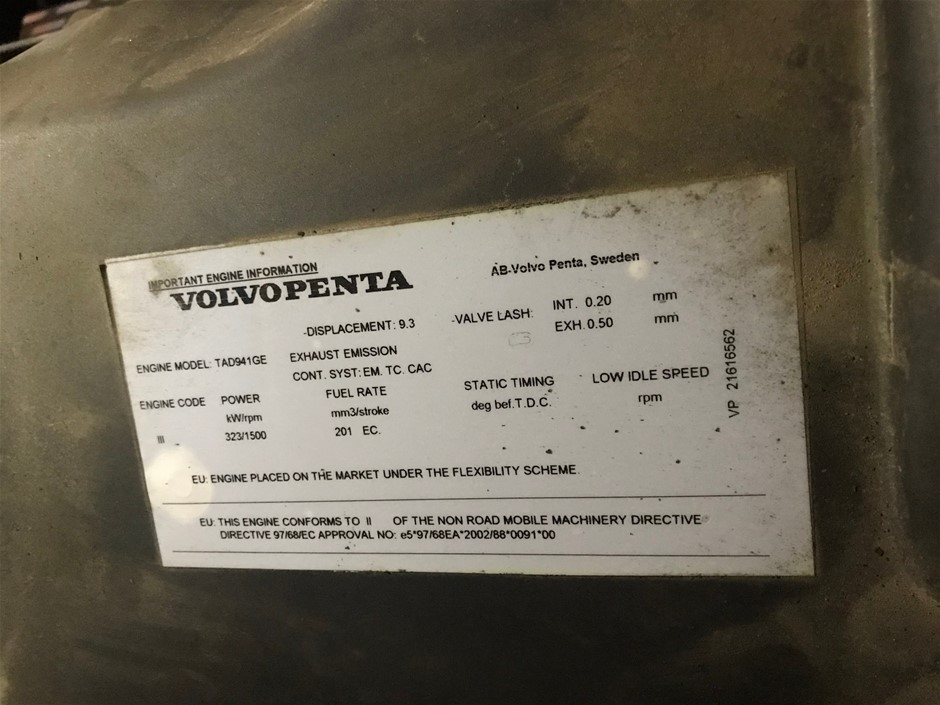 IMPORTANT ENGINE INFORMATION
VOLVO PENTA
AB-Volvo Penta, Sweden
DISPLACEMENT: 9.3
VALVE LASH: INT. 0.20 mm
EXH. 0.50 mm
ENGINE MODEL: TAD941GE
EXHAUST EMISSION
CONT. SYST: EM. TC. CAC
ENGINE CODE
POWER
kW/rpm
323/1500
FUEL RATE
mm3/stroke
201 EC.
STATIC TIMING
deg bef.T.D.C.
LOW IDLE SPEED
rpm
VP 21616562
EU: ENGINE PLACED ON THE MARKET UNDER THE FLEXIBILITY SCHEME.
EU: THIS ENGINE CONFORMS TO II OF THE NON ROAD MOBILE MACHINERY DIRECTIVE
DIRECTIVE 97/68/EC APPROVAL NO: e5*97/68EA*2002/88*0091*00